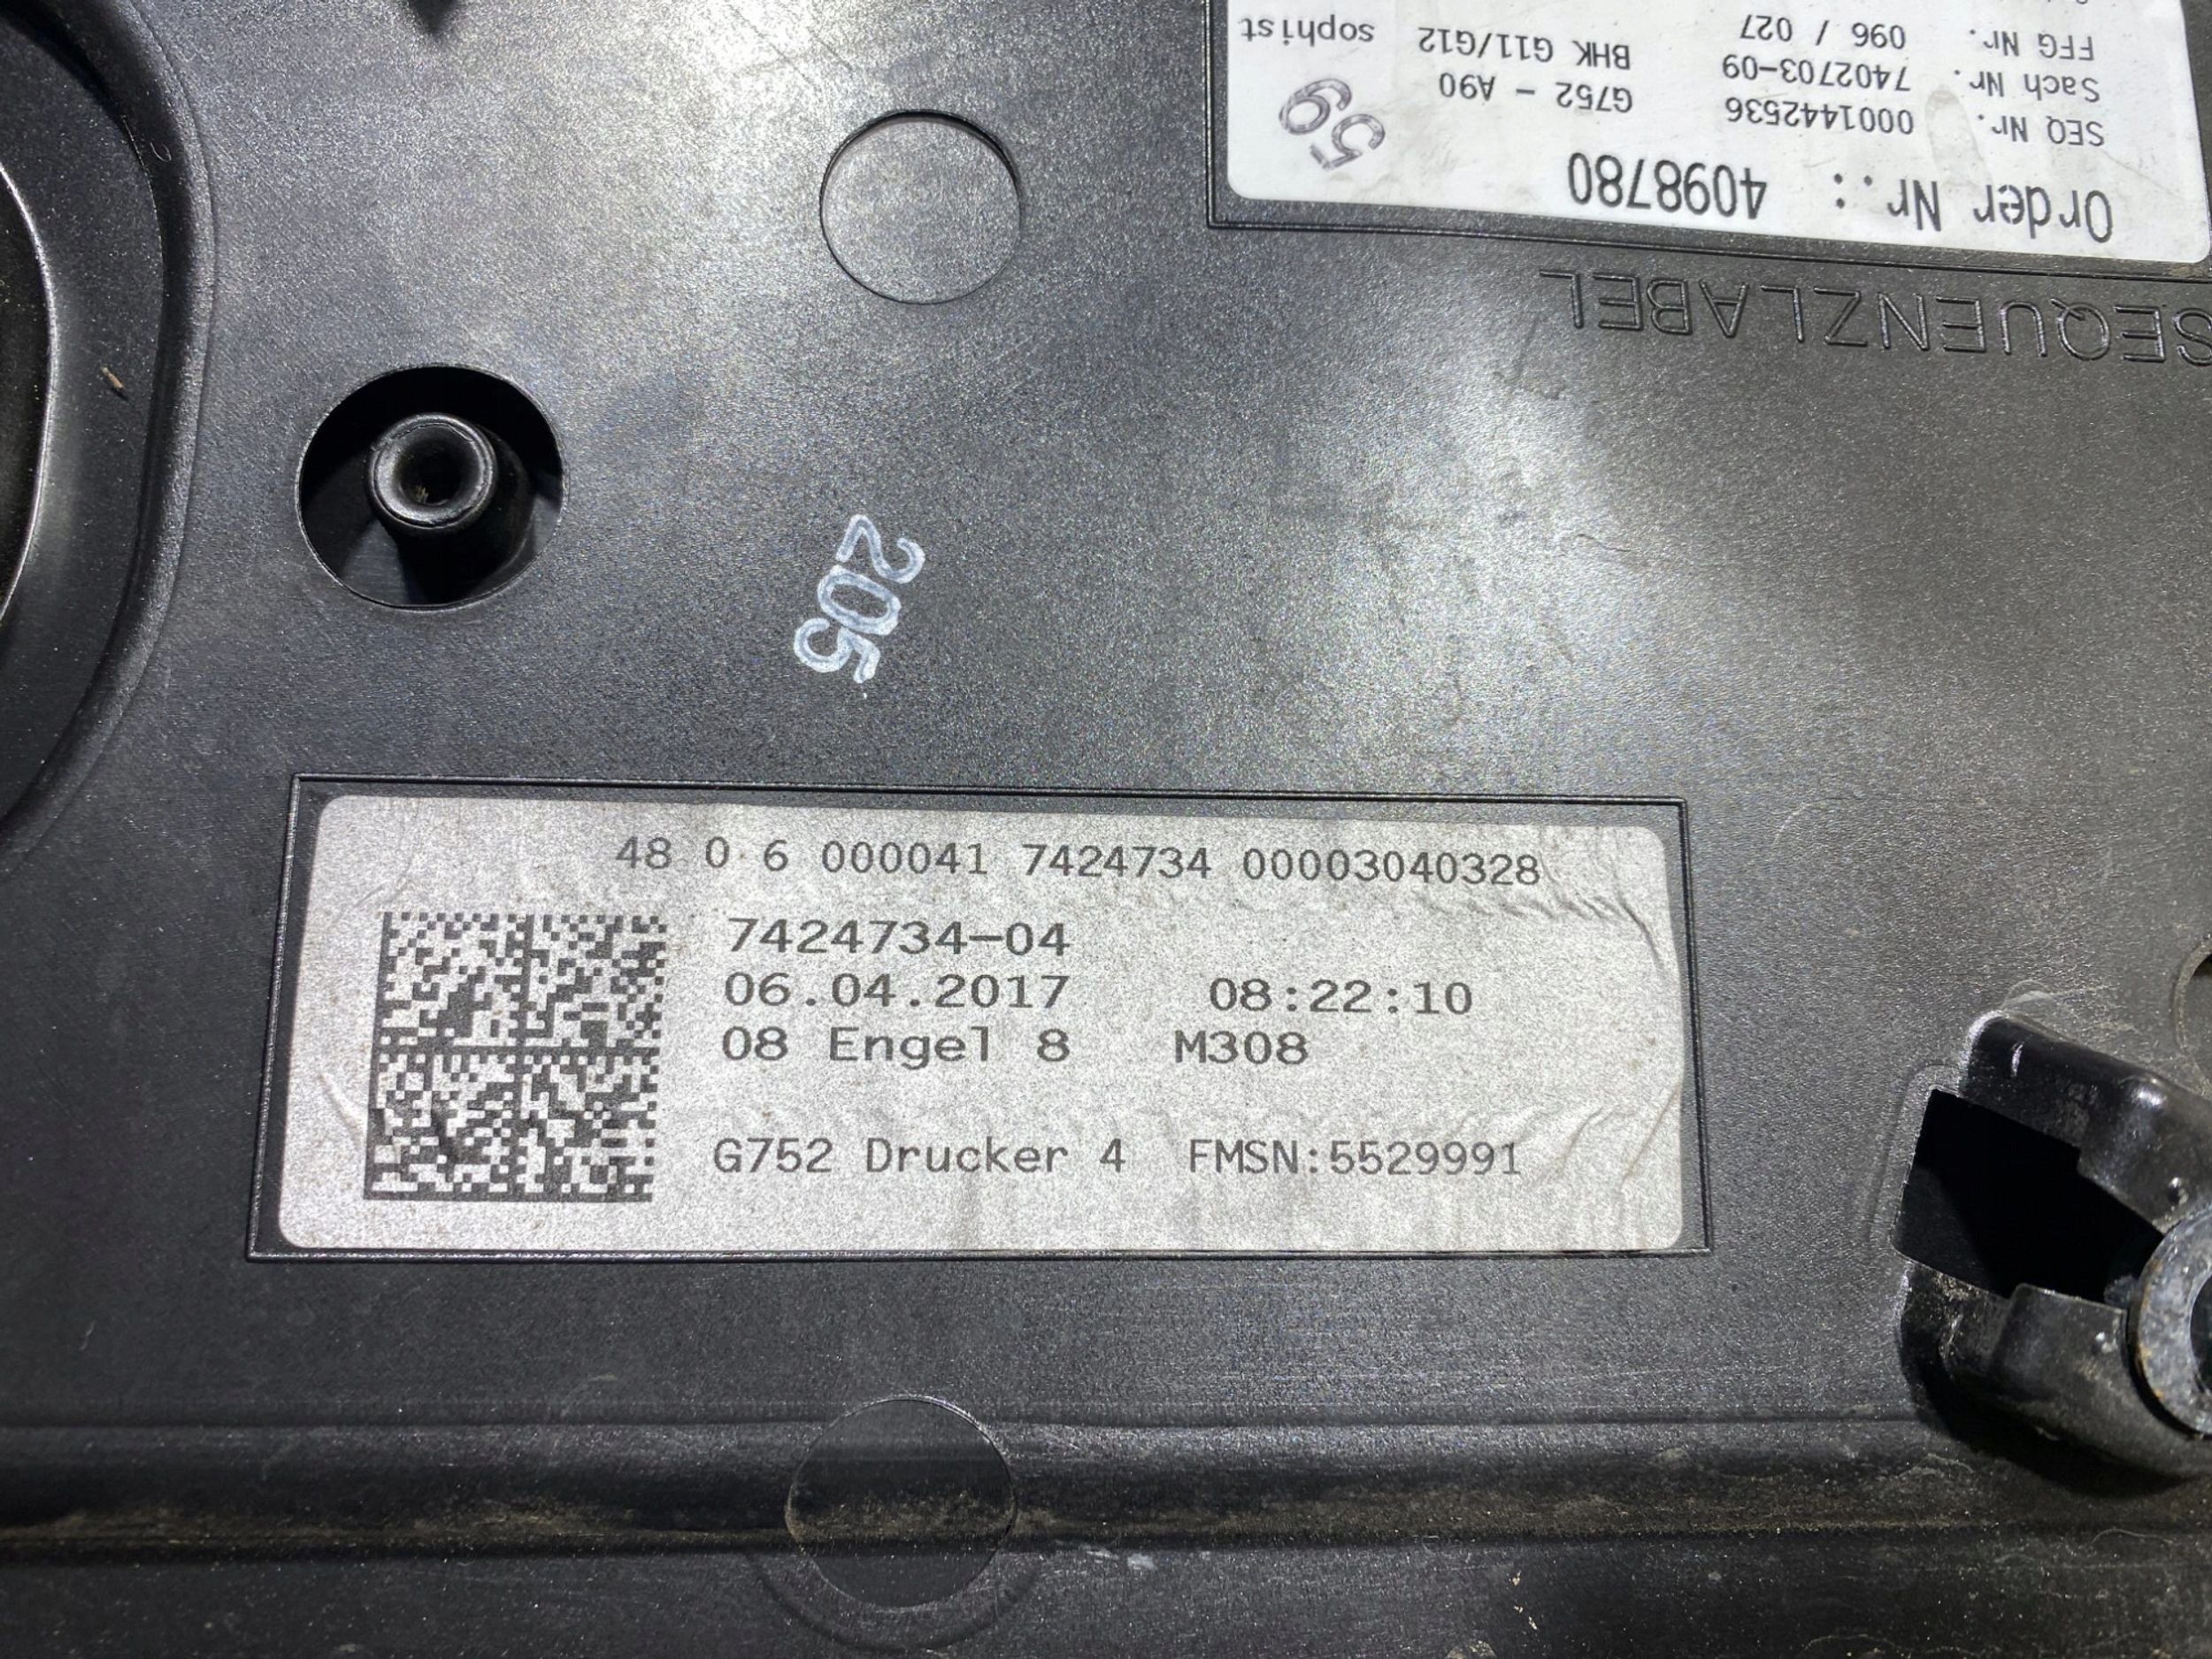 Order Nr.: 4098780
SEQ Nr. 0001442536 G752 - A90
Sach Nr. 7402703-09 BHK G11/G12
FFG Nr. 096 / 027 sophist
59
SEQUENZLABEL
205
48 0 6 000041 7424734 00003040328
7424734-04
06.04.2017 08:22:10
08 Engel 8 M308
G752 Drucker 4 FMSN:5529991